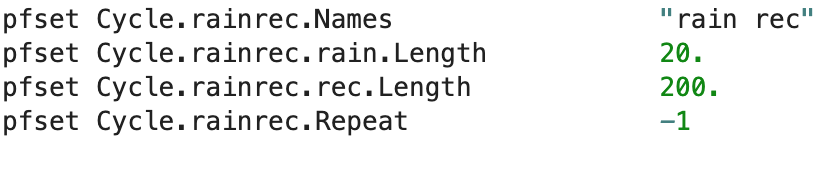 pfset Cycle.rainrec.Names "rain rec"
pfset Cycle.rainrec.rain.Length 20.
pfset Cycle.rainrec.rec.Length 200.
pfset Cycle.rainrec.Repeat -1